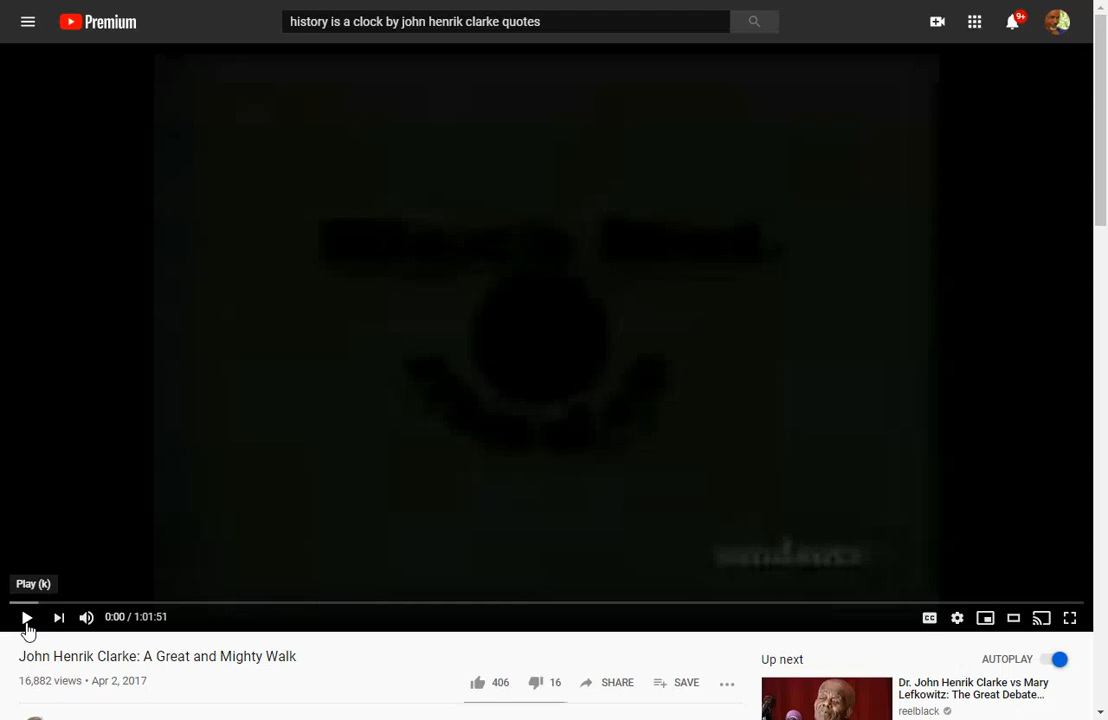 Premium
history is a clock by john henrik clarke quotes
9+
Play (k)
0:00 / 1:01:51
CC
John Henrik Clarke: A Great and Mighty Walk
16,882 views • Apr 2, 2017
406
16
SHARE
SAVE
Up next
AUTOPLAY
Dr. John Henrik Clarke vs Mary
Lefkowitz: The Great Debate...
reelblack